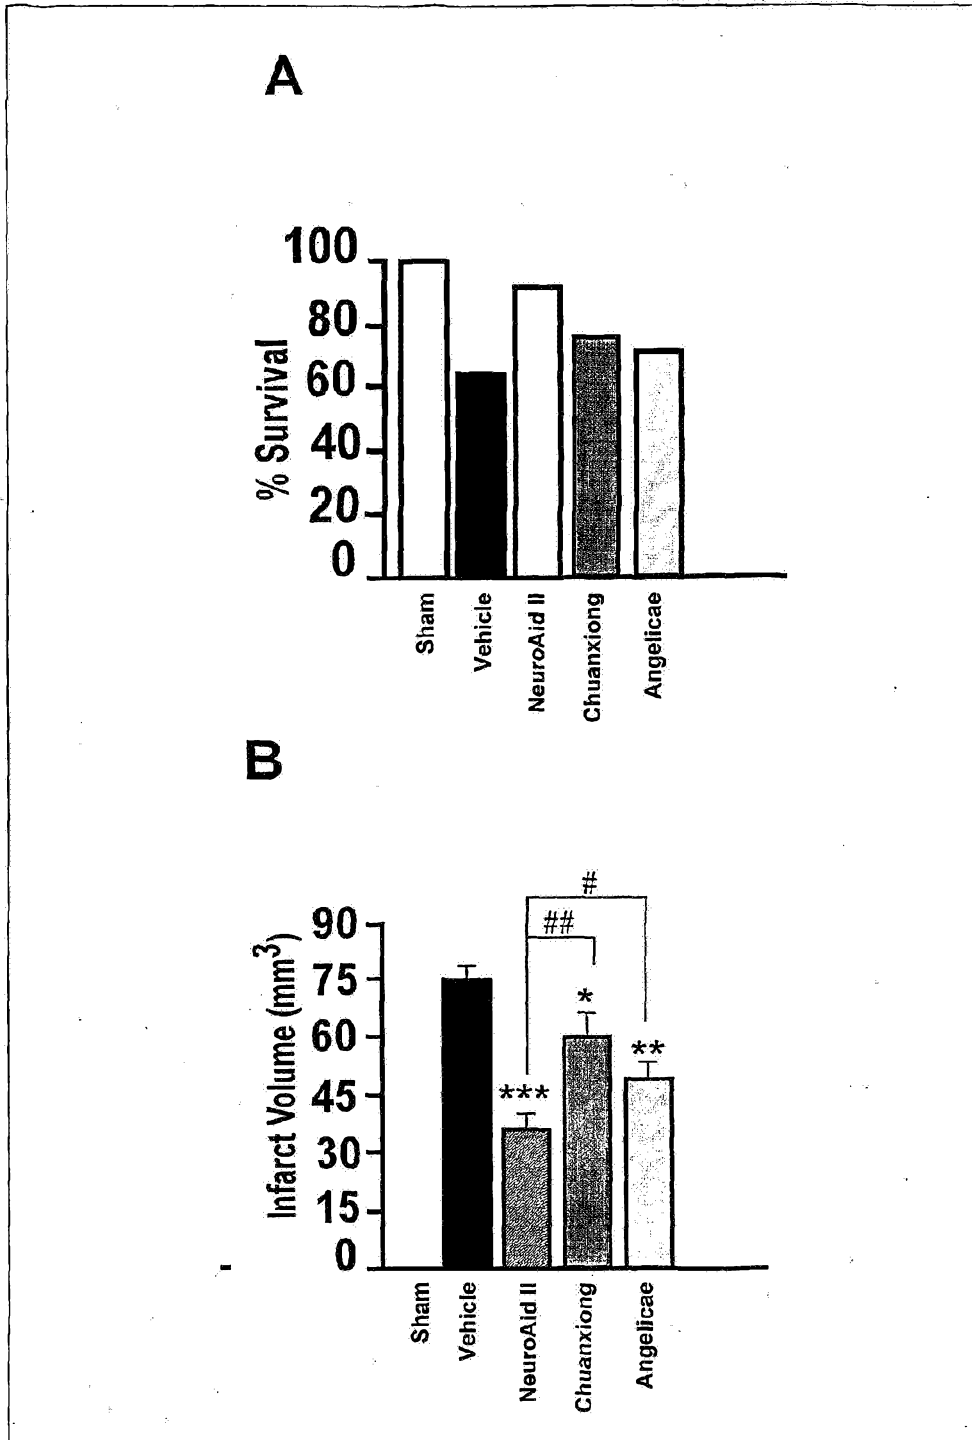 A
100
80
60
40
20
0
% Survival
Sham
Vehicle
NeuroAid II
Chuanxiong
Angelicae
B
#
##
90
75
60
45
30
15
0
Infarct Volume (mm³)
*
**
***
Sham
Vehicle
NeuroAid II
Chuanxiong
Angelicae